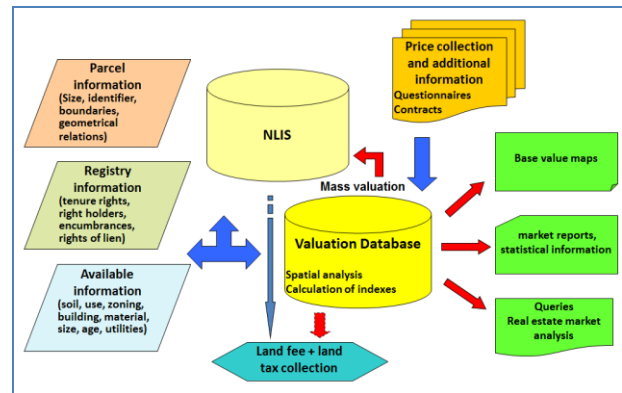 Parcel
information
(Size, identifier,
boundaries,
geometrical
relations)
Registry
information
(tenure rights,
right holders,
encumbrances,
rights of lien)
Available
information
(soil, use, zoning,
building, material,
size, age, utilities)
NLIS
Price collection
and additional
information
Questionnaires
Contracts
Mass valuation
Valuation Database
Spatial analysis
Calculation of indexes
Land fee + land
tax collection
Base value maps
market reports,
statistical information
Queries
Real estate market
analysis